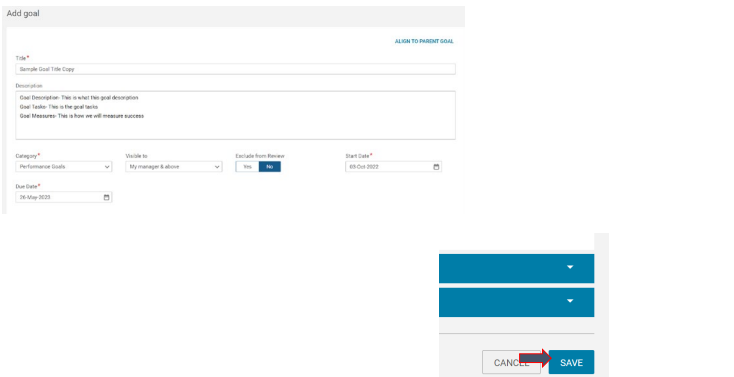 Add goal
ALIGN TO PARENT GOAL
Title*
Sample Goal Title Copy
Description
Goal Description- This is what this goal description
Goal Tasks- This is the goal tasks
Goal Measures- This is how we will measure success
Category* Visible to Exclude from Review Start Date*
Performance Goals My manager & above Yes No 03-Oct-2022
Due Date*
26-May-2023
CANCEL SAVE